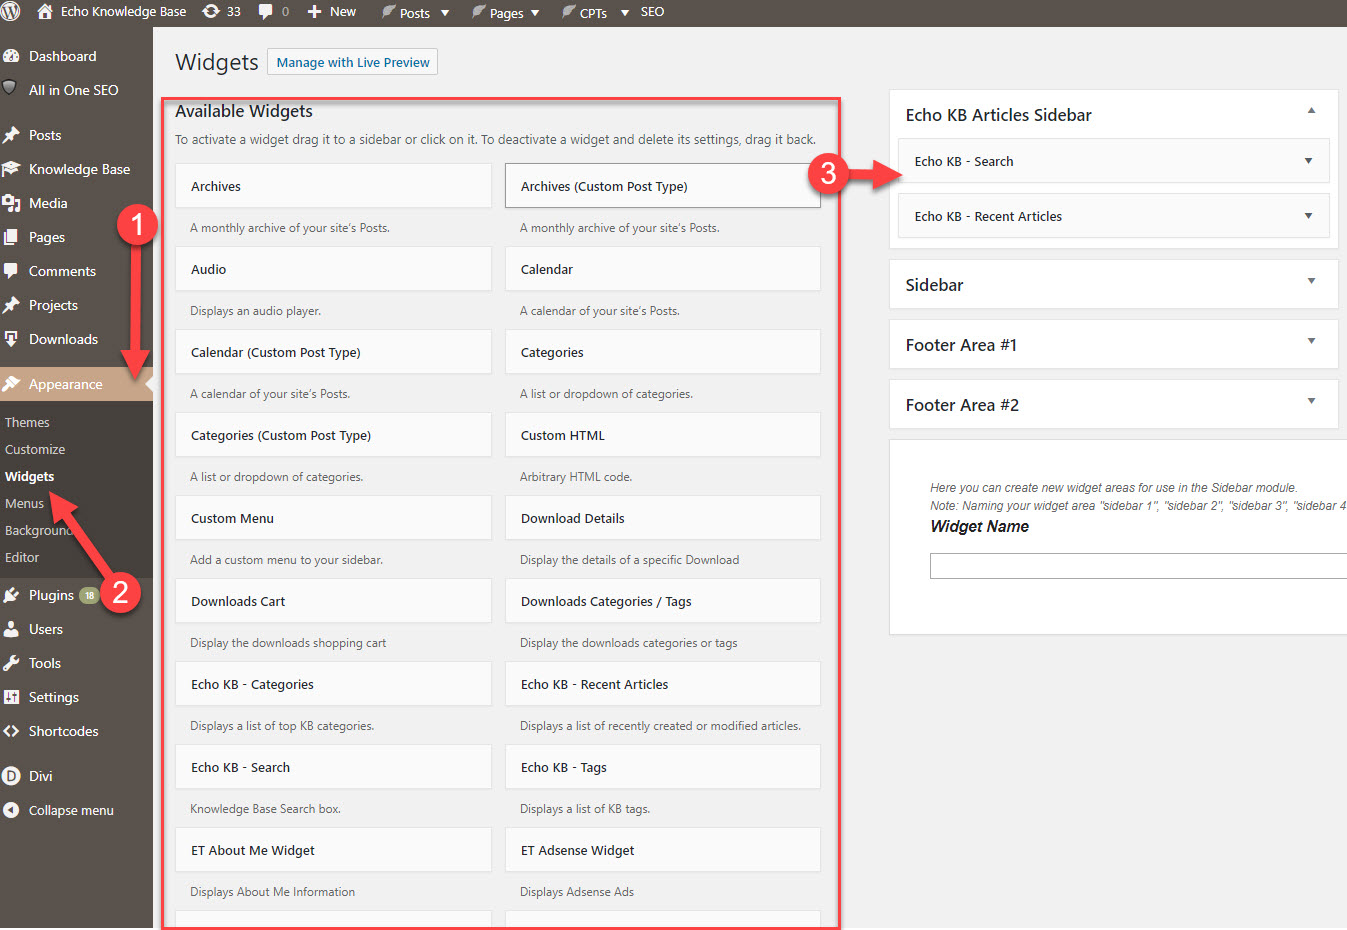 Echo Knowledge Base 33 0 New Posts Pages CPTs SEO
Dashboard
All in One SEO
Posts
Knowledge Base
Media
Pages
Comments
Projects
Downloads
Appearance
Themes
Customize
Widgets
Menus
Background
Editor
Plugins 18
Users
Tools
Settings
Shortcodes
D Divi
Collapse menu
1
2
Widgets Manage with Live Preview
Available Widgets
To activate a widget drag it to a sidebar or click on it. To deactivate a widget and delete its settings, drag it back.
Archives Archives (Custom Post Type)
A monthly archive of your site's Posts. A monthly archive of your site's Posts.
Audio Calendar
Displays an audio player. A calendar of your site's Posts.
Calendar (Custom Post Type) Categories
A calendar of your site's Posts. A list or dropdown of categories.
Categories (Custom Post Type) Custom HTML
A list or dropdown of categories. Arbitrary HTML code.
Custom Menu Download Details
Add a custom menu to your sidebar. Display the details of a specific Download
Downloads Cart Downloads Categories / Tags
Display the downloads shopping cart Display the downloads categories or tags
Echo KB - Categories Echo KB - Recent Articles
Displays a list of top KB categories. Displays a list of recently created or modified articles.
Echo KB - Search Echo KB - Tags
Knowledge Base Search box. Displays a list of KB tags.
ET About Me Widget ET Adsense Widget
Displays About Me Information Displays Adsense Ads
3
Echo KB Articles Sidebar
Echo KB - Search
Echo KB - Recent Articles
Sidebar
Footer Area #1
Footer Area #2
Here you can create new widget areas for use in the Sidebar module.
Note: Naming your widget area "sidebar 1", "sidebar 2", "sidebar 3", "sidebar 4
Widget Name